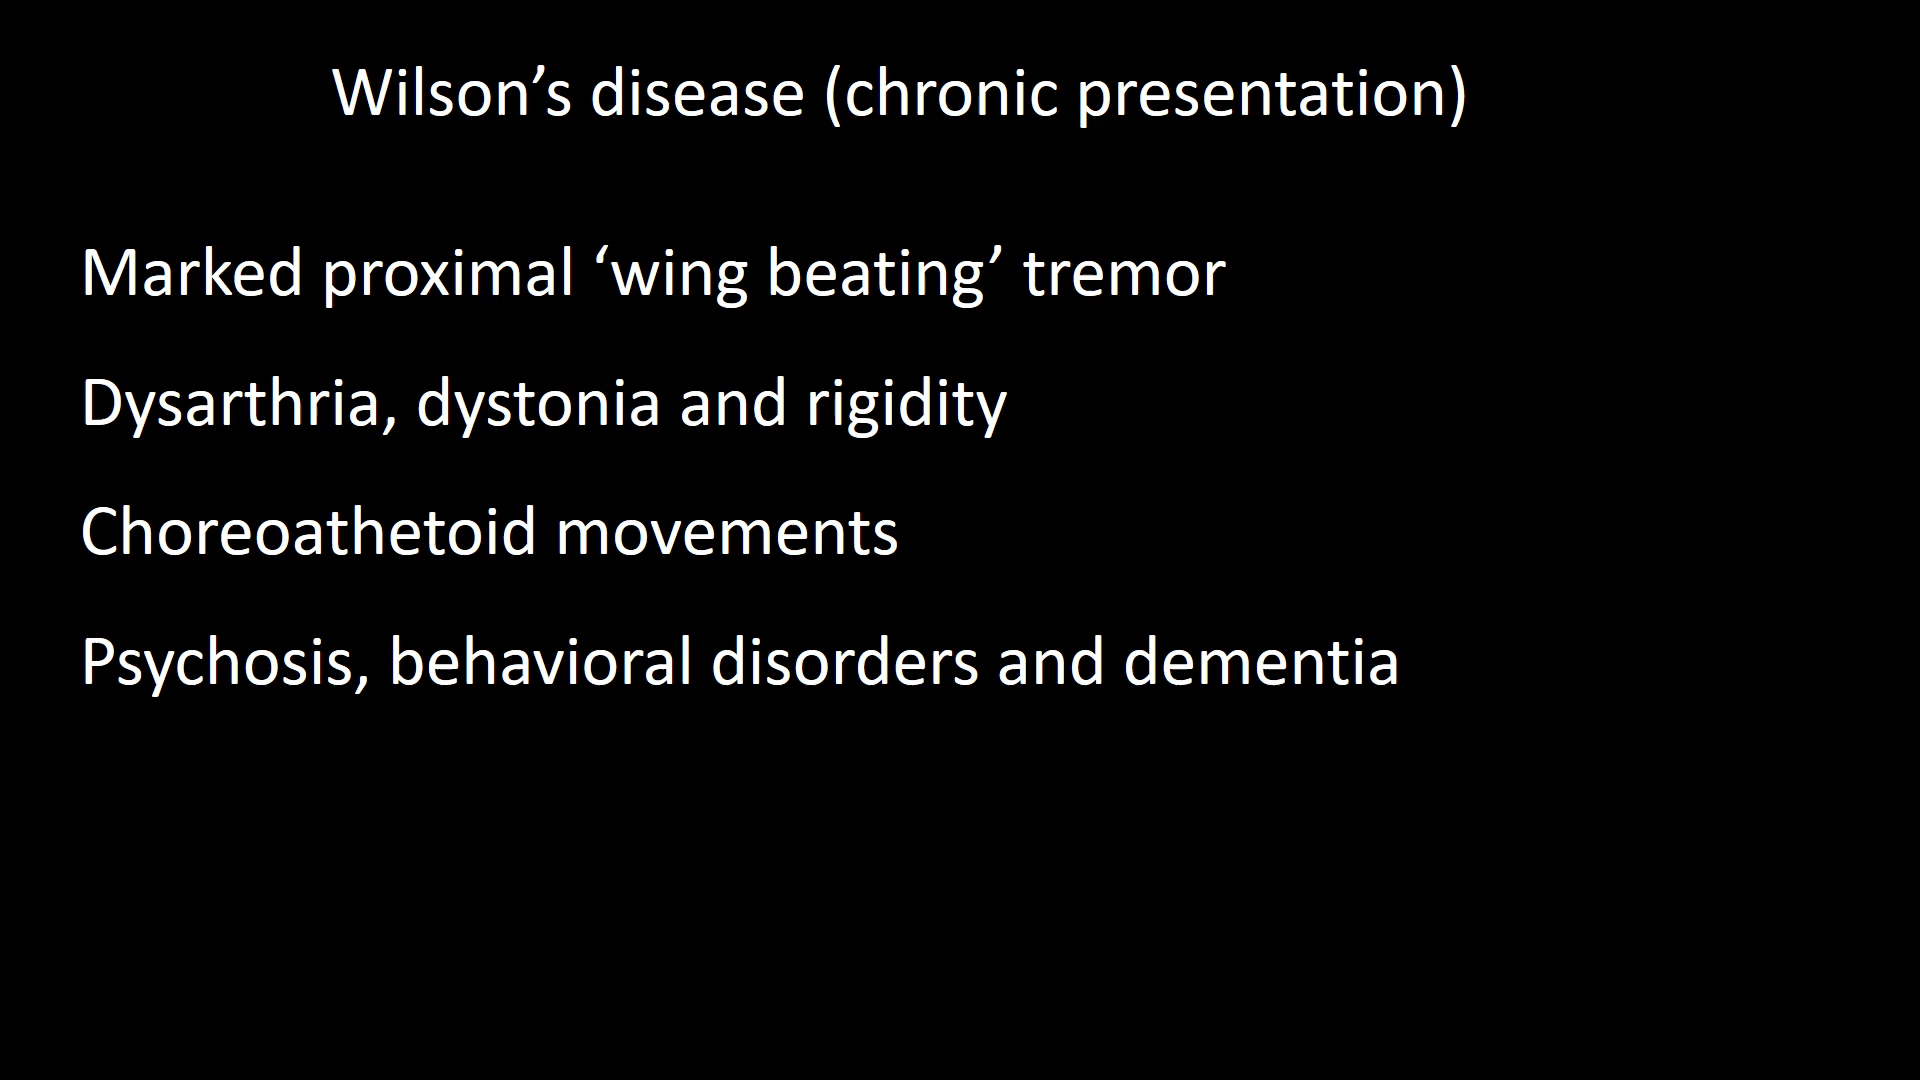 Wilson’s disease (chronic presentation)
Marked proximal ‘wing beating’ tremor
Dysarthria, dystonia and rigidity
Choreoathetoid movements
Psychosis, behavioral disorders and dementia